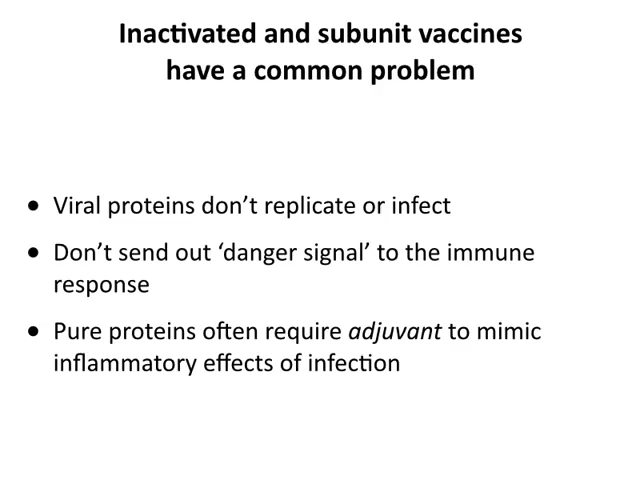 Inactivated and subunit vaccines
have a common problem
● Viral proteins don’t replicate or infect
● Don’t send out ‘danger signal’ to the immune
response
● Pure proteins often require adjuvant to mimic
inflammatory effects of infection